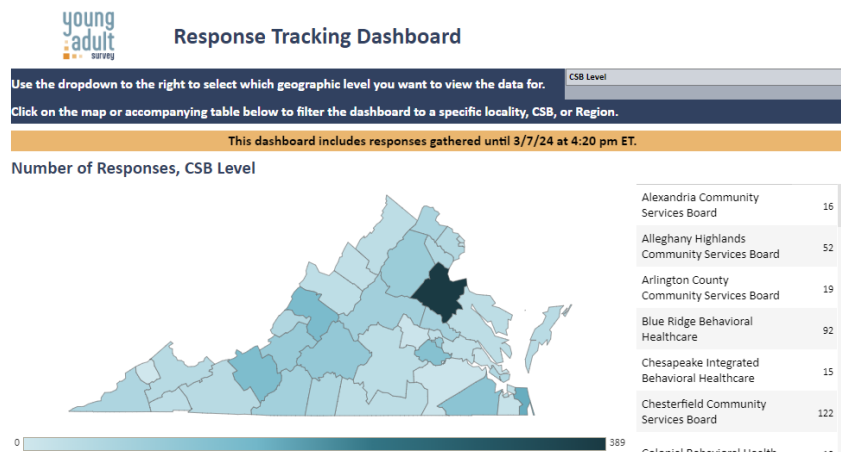 young
adult
survey
Response Tracking Dashboard
Use the dropdown to the right to select which geographic level you want to view the data for.
CSB Level
Click on the map or accompanying table below to filter the dashboard to a specific locality, CSB, or Region.
This dashboard includes responses gathered until 3/7/24 at 4:20 pm ET.
Number of Responses, CSB Level
Alexandria Community
Services Board 16
Alleghany Highlands
Community Services Board 52
Arlington County
Community Services Board 19
Blue Ridge Behavioral
Healthcare 92
Chesapeake Integrated
Behavioral Healthcare 15
Chesterfield Community
Services Board 122
Colonial Behavioral Health
0 389